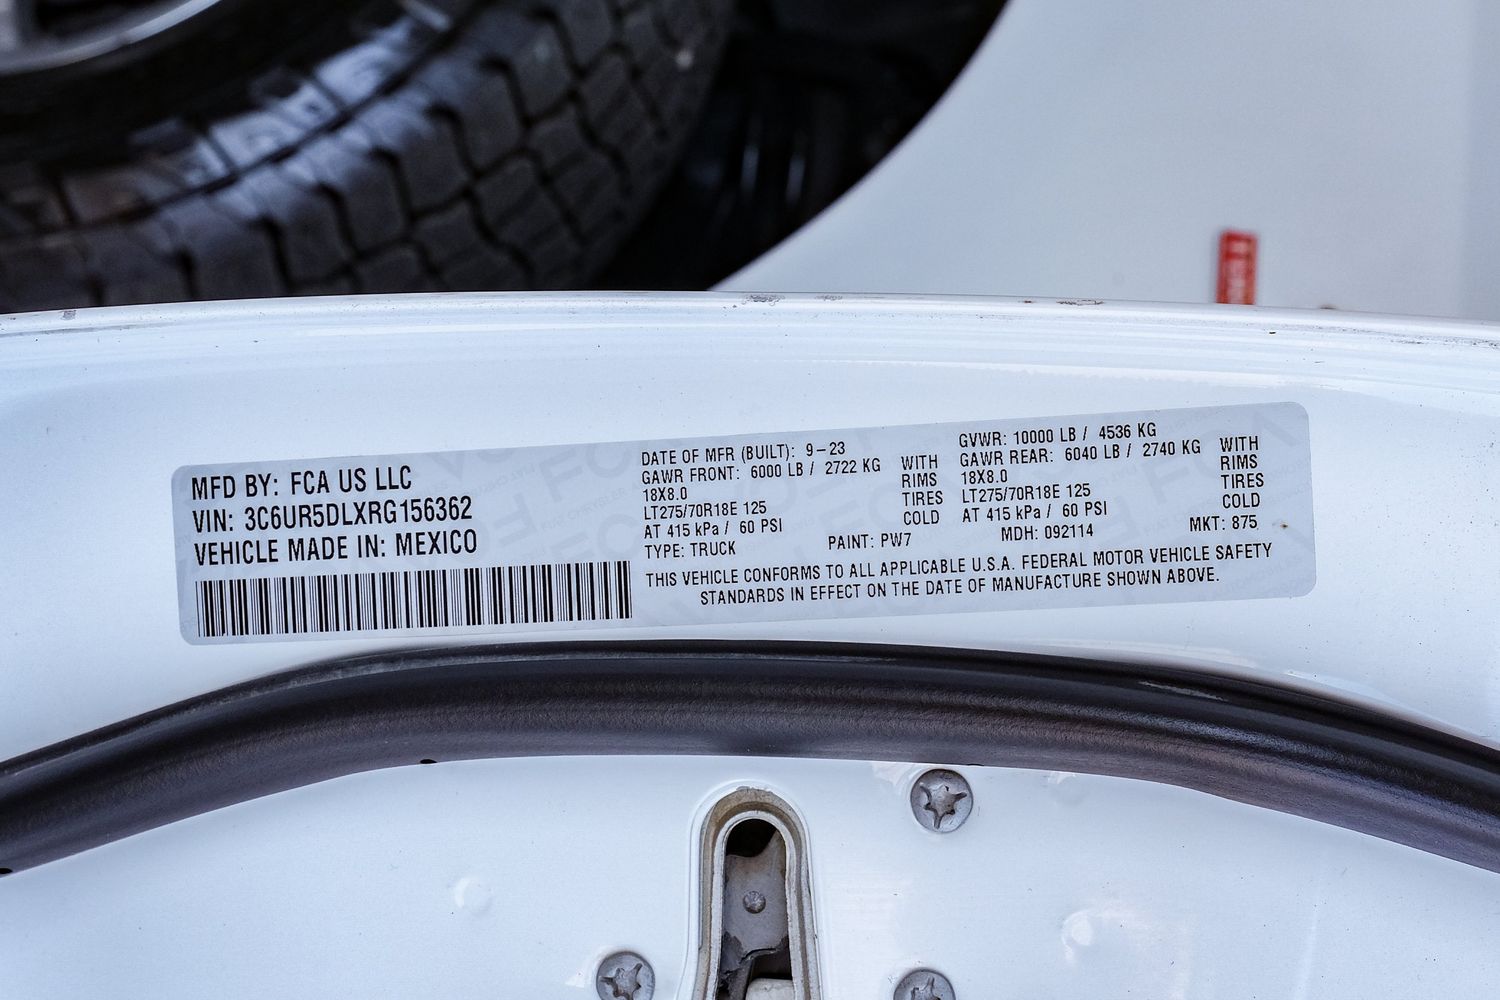 MFD BY: FCA US LLC
VIN: 3C6UR5DLXRG156362
VEHICLE MADE IN: MEXICO
DATE OF MFR (BUILT): 9-23
GAWR FRONT: 6000 LB / 2722 KG WITH
18X8.0 RIMS
LT275/70R18E 125 TIRES
AT 415 kPa / 60 PSI COLD
GVWR: 10000 LB / 4536 KG
GAWR REAR: 6040 LB / 2740 KG WITH
18X8.0 RIMS
LT275/70R18E 125 TIRES
AT 415 kPa / 60 PSI COLD
TYPE: TRUCK PAINT: PW7 MDH: 092114 MKT: 875
THIS VEHICLE CONFORMS TO ALL APPLICABLE U.S.A. FEDERAL MOTOR VEHICLE SAFETY
STANDARDS IN EFFECT ON THE DATE OF MANUFACTURE SHOWN ABOVE.